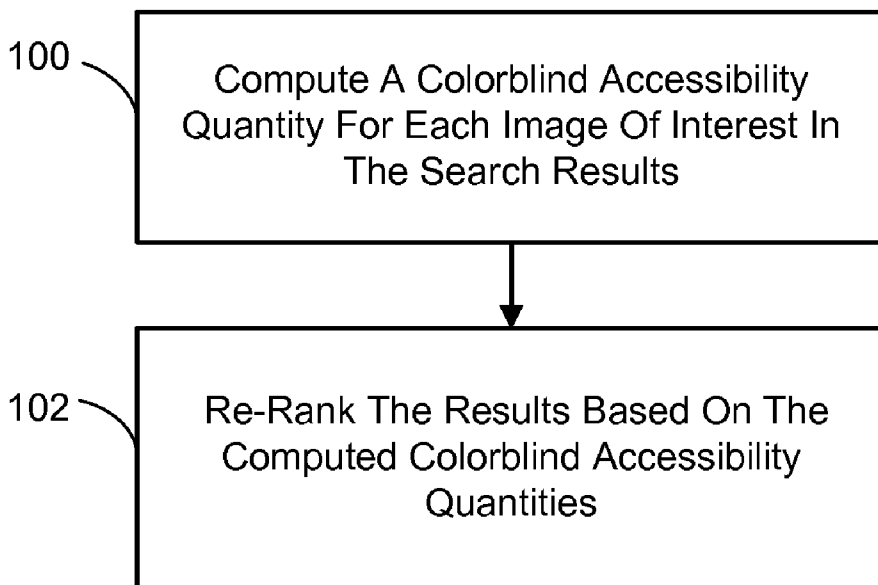 100
Compute A Colorblind Accessibility
Quantity For Each Image Of Interest In
The Search Results
102
Re-Rank The Results Based On The
Computed Colorblind Accessibility
Quantities